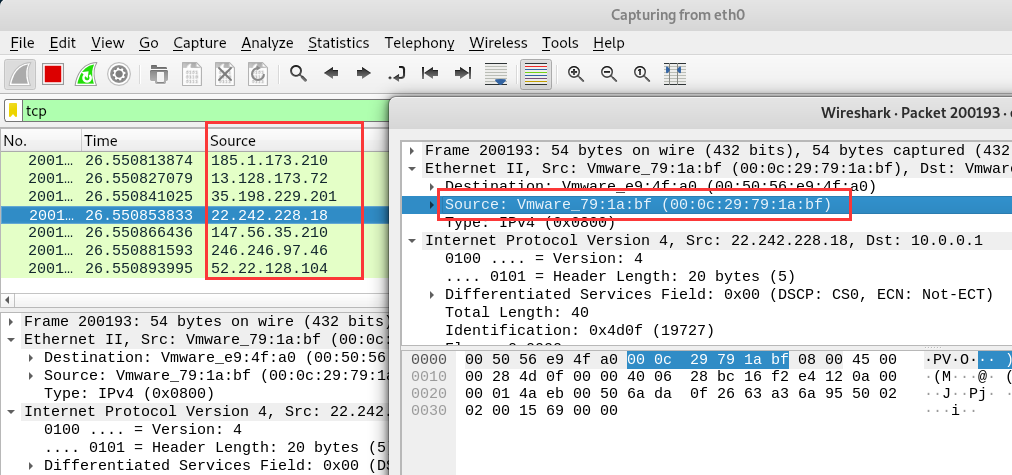 Capturing from eth0
File Edit View Go Capture Analyze Statistics Telephony Wireless Tools Help
tcp
No. Time Source
2001… 26.550813874 185.1.173.210
2001… 26.550827079 13.128.173.72
2001… 26.550841025 35.198.229.201
2001… 26.550853833 22.242.228.18
2001… 26.550866436 147.56.35.210
2001… 26.550881593 246.246.97.46
2001… 26.550893995 52.22.128.104
Frame 200193: 54 bytes on wire (432 bits)
Ethernet II, Src: Vmware_79:1a:bf (00:0c:
Destination: Vmware_e9:4f:a0 (00:50:56
Source: Vmware_79:1a:bf (00:0c:29:79:1
Type: IPv4 (0x0800)
Internet Protocol Version 4, Src: 22.242.
0100 .... = Version: 4
.... 0101 = Header Length: 20 bytes (5
Differentiated Services Field: 0x00 (DS
Wireshark · Packet 200193 ·
Frame 200193: 54 bytes on wire (432 bits), 54 bytes captured (432
Ethernet II, Src: Vmware_79:1a:bf (00:0c:29:79:1a:bf), Dst: Vmware
Destination: Vmware_e9:4f:a0 (00:50:56:e9:4f:a0)
Source: Vmware_79:1a:bf (00:0c:29:79:1a:bf)
Type: IPv4 (0x0800)
Internet Protocol Version 4, Src: 22.242.228.18, Dst: 10.0.0.1
0100 .... = Version: 4
.... 0101 = Header Length: 20 bytes (5)
Differentiated Services Field: 0x00 (DSCP: CS0, ECN: Not-ECT)
Total Length: 40
Identification: 0x4d0f (19727)
0000 00 50 56 e9 4f a0 00 0c 29 79 1a bf 08 00 45 00 ·PV·O··· )
0010 00 28 4d 0f 00 00 40 06 28 bc 16 f2 e4 12 0a 00 ·(M···@· (
0020 00 01 4a eb 00 50 6a da 0f 26 63 a3 6a 95 50 02 ··J··Pj·
0030 02 00 15 69 00 00 ···i··